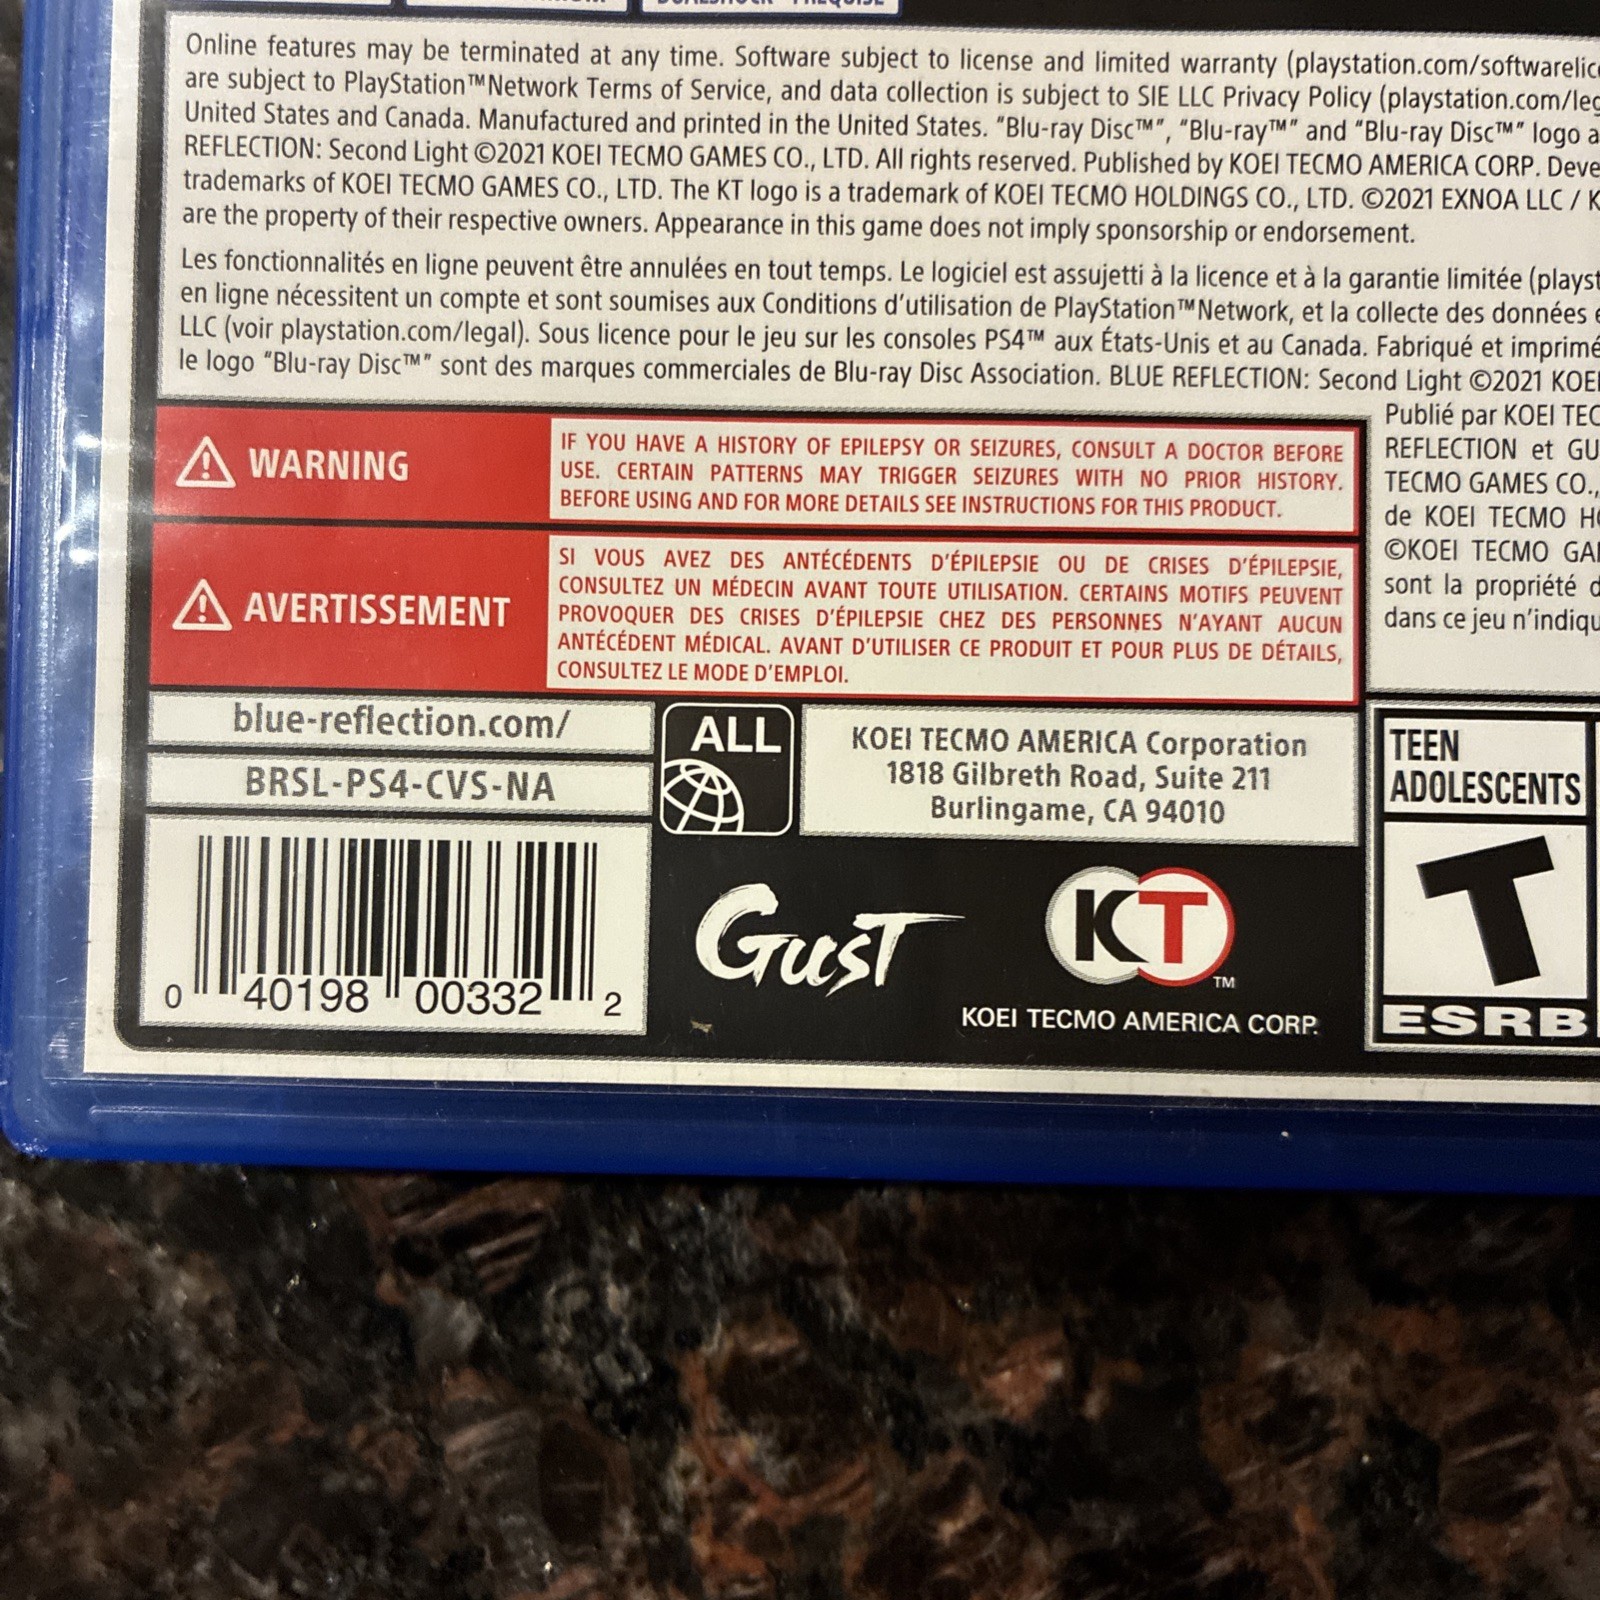 Online features may be terminated at any time. Software subject to license and limited warranty (playstation.com/softwarelic
are subject to PlayStation™Network Terms of Service, and data collection is subject to SIE LLC Privacy Policy (playstation.com/leg
United States and Canada. Manufactured and printed in the United States. "Blu-ray Disc™", "Blu-ray™" and "Blu-ray Disc™" logo a
REFLECTION: Second Light ©2021 KOEI TECMO GAMES CO., LTD. All rights reserved. Published by KOEI TECMO AMERICA CORP. Deve
trademarks of KOEI TECMO GAMES CO., LTD. The KT logo is a trademark of KOEI TECMO HOLDINGS CO., LTD. ©2021 EXNOA LLC / K
are the property of their respective owners. Appearance in this game does not imply sponsorship or endorsement.
Les fonctionnalités en ligne peuvent être annulées en tout temps. Le logiciel est assujetti à la licence et à la garantie limitée (playst
en ligne nécessitent un compte et sont soumises aux Conditions d'utilisation de PlayStation™Network, et la collecte des données
LLC (voir playstation.com/legal). Sous licence pour le jeu sur les consoles PS4™ aux États-Unis et au Canada. Fabriqué et imprimé
le logo "Blu-ray Disc™" sont des marques commerciales de Blu-ray Disc Association. BLUE REFLECTION: Second Light ©2021 KOEI
Publié par KOEI TEC
REFLECTION et GU
TECMO GAMES CO.,
de KOEI TECMO HO
©KOEI TECMO GAM
sont la propriété d
dans ce jeu n'indiqu
WARNING
IF YOU HAVE A HISTORY OF EPILEPSY OR SEIZURES, CONSULT A DOCTOR BEFORE
USE. CERTAIN PATTERNS MAY TRIGGER SEIZURES WITH NO PRIOR HISTORY.
BEFORE USING AND FOR MORE DETAILS SEE INSTRUCTIONS FOR THIS PRODUCT.
AVERTISSEMENT
SI VOUS AVEZ DES ANTÉCÉDENTS D'ÉPILEPSIE OU DE CRISES D'ÉPILEPSIE,
CONSULTEZ UN MÉDECIN AVANT TOUTE UTILISATION. CERTAINS MOTIFS PEUVENT
PROVOQUER DES CRISES D'ÉPILEPSIE CHEZ DES PERSONNES N'AYANT AUCUN
ANTÉCÉDENT MÉDICAL. AVANT D'UTILISER CE PRODUIT ET POUR PLUS DE DÉTAILS,
CONSULTEZ LE MODE D'EMPLOI.
blue-reflection.com/
BRSL-PS4-CVS-NA
ALL
KOEI TECMO AMERICA Corporation
1818 Gilbreth Road, Suite 211
Burlingame, CA 94010
TEEN
ADOLESCENTS
T
ESRB
0 40198 00332 2
GUST
KT™
KOEI TECMO AMERICA CORP.